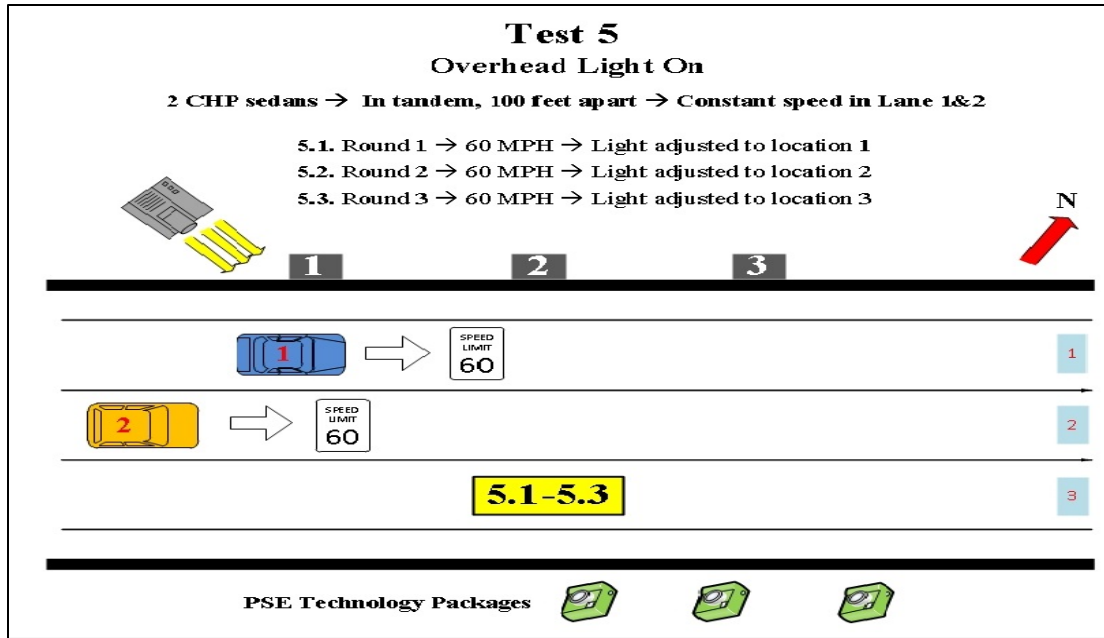 Test 5
Overhead Light On
2 CHP sedans → In tandem, 100 feet apart → Constant speed in Lane 1&2
5.1. Round 1 → 60 MPH → Light adjusted to location 1
5.2. Round 2 → 60 MPH → Light adjusted to location 2
5.3. Round 3 → 60 MPH → Light adjusted to location 3
N
1 2 3
1
SPEED
LIMIT
60
1
2
SPEED
LIMIT
60
2
5.1-5.3
3
PSE Technology Packages